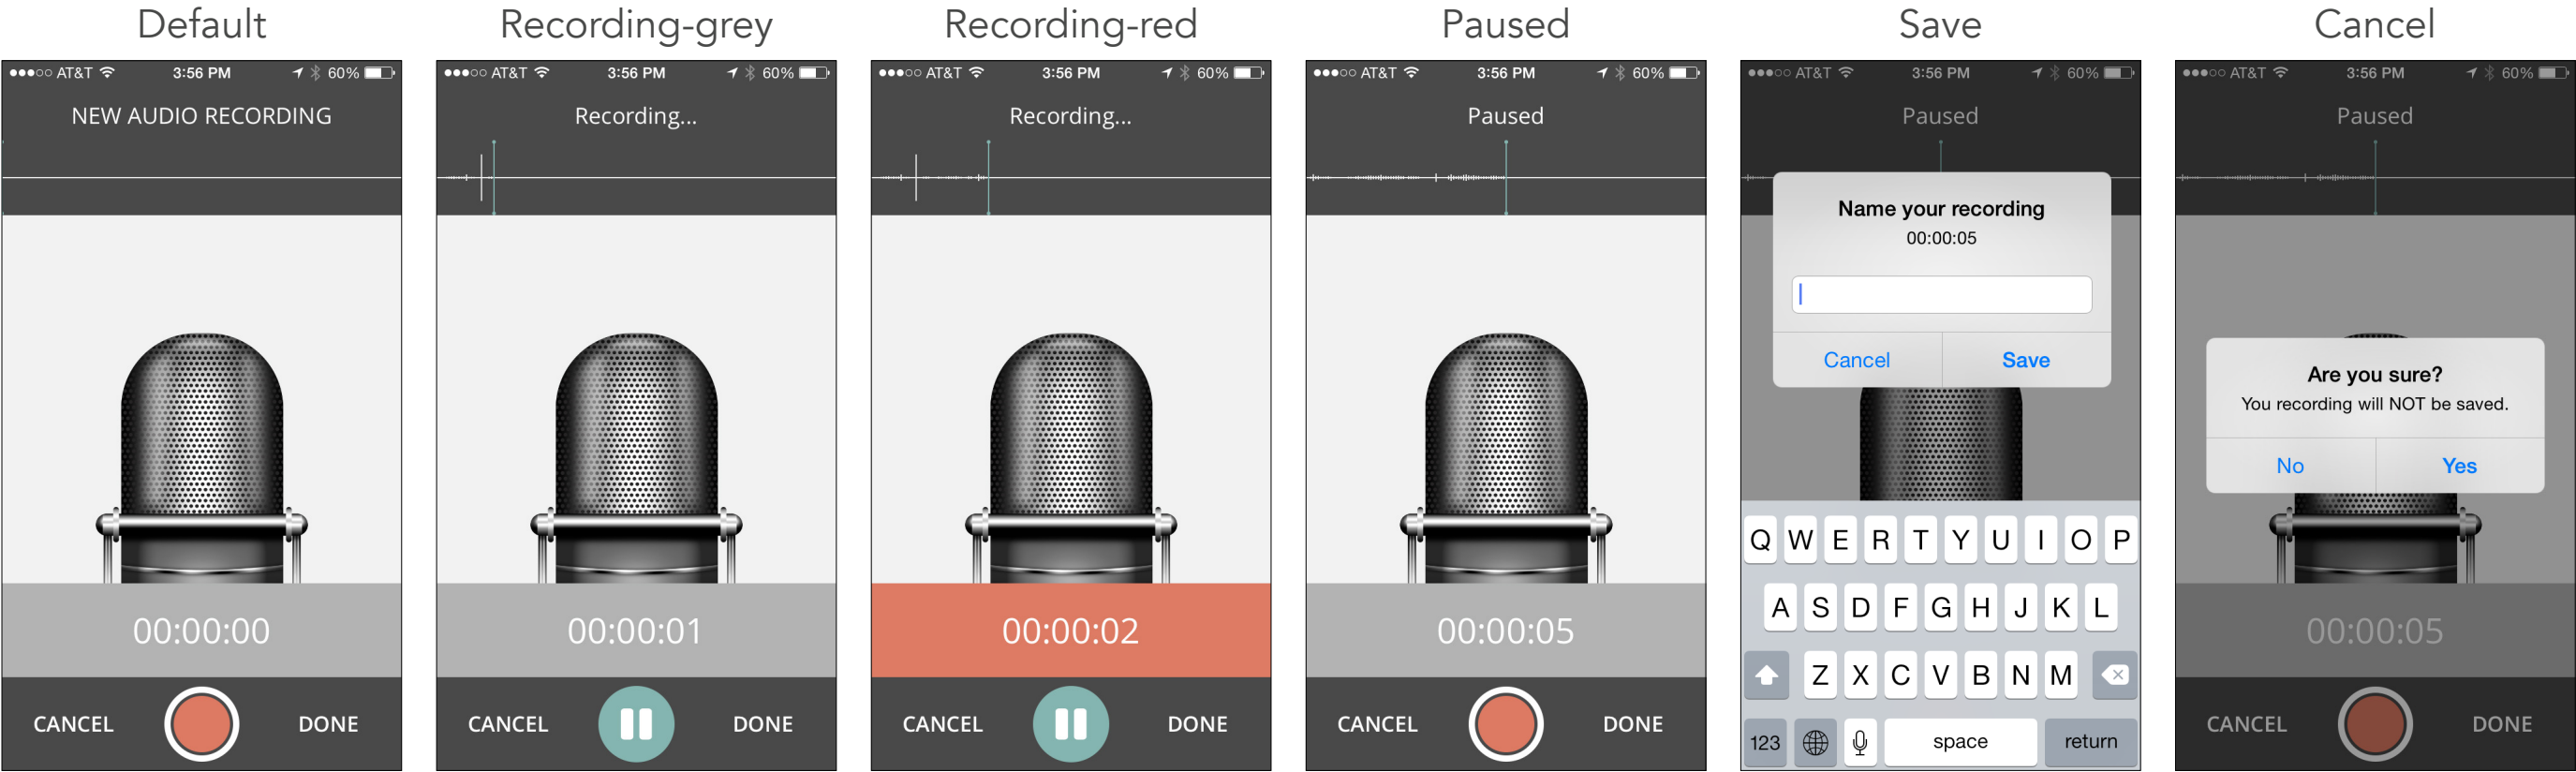 Default
AT&T 3:56 PM 60%
NEW AUDIO RECORDING
00:00:00
CANCEL DONE
Recording-grey
AT&T 3:56 PM 60%
Recording...
00:00:01
CANCEL DONE
Recording-red
AT&T 3:56 PM 60%
Recording...
00:00:02
CANCEL DONE
Paused
AT&T 3:56 PM 60%
Paused
00:00:05
CANCEL DONE
Save
AT&T 3:56 PM 60%
Paused
Name your recording
00:00:05
Cancel Save
Q W E R T Y U I O P
A S D F G H J K L
Z X C V B N M
123 space return
Cancel
AT&T 3:56 PM 60%
Paused
Are you sure?
You recording will NOT be saved.
No Yes
00:00:05
CANCEL DONE